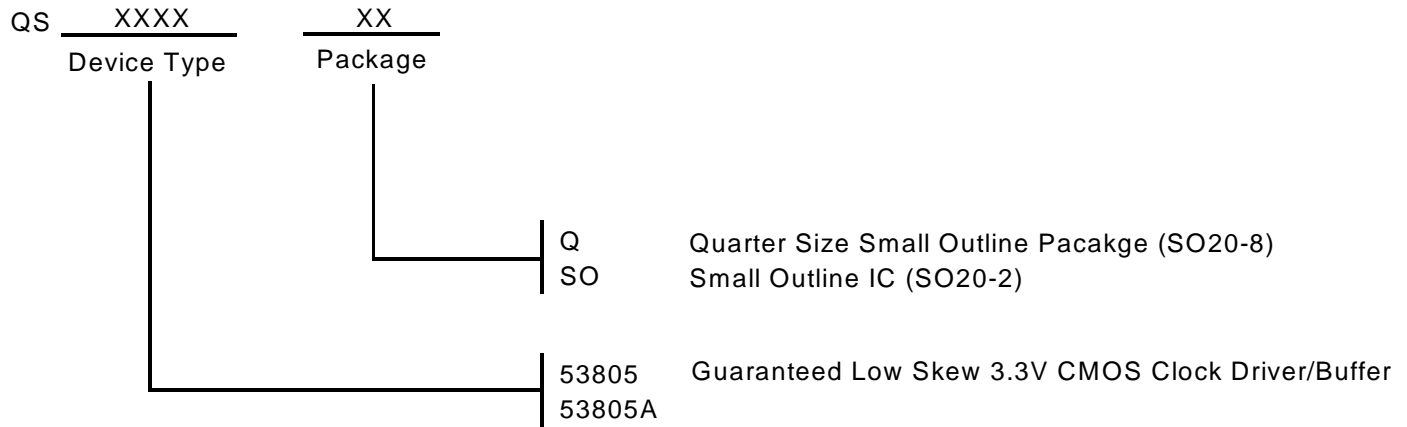 QS XXXX XX
Device Type Package
Q Quarter Size Small Outline Pacakge (SO20-8)
SO Small Outline IC (SO20-2)
53805 Guaranteed Low Skew 3.3V CMOS Clock Driver/Buffer
53805A